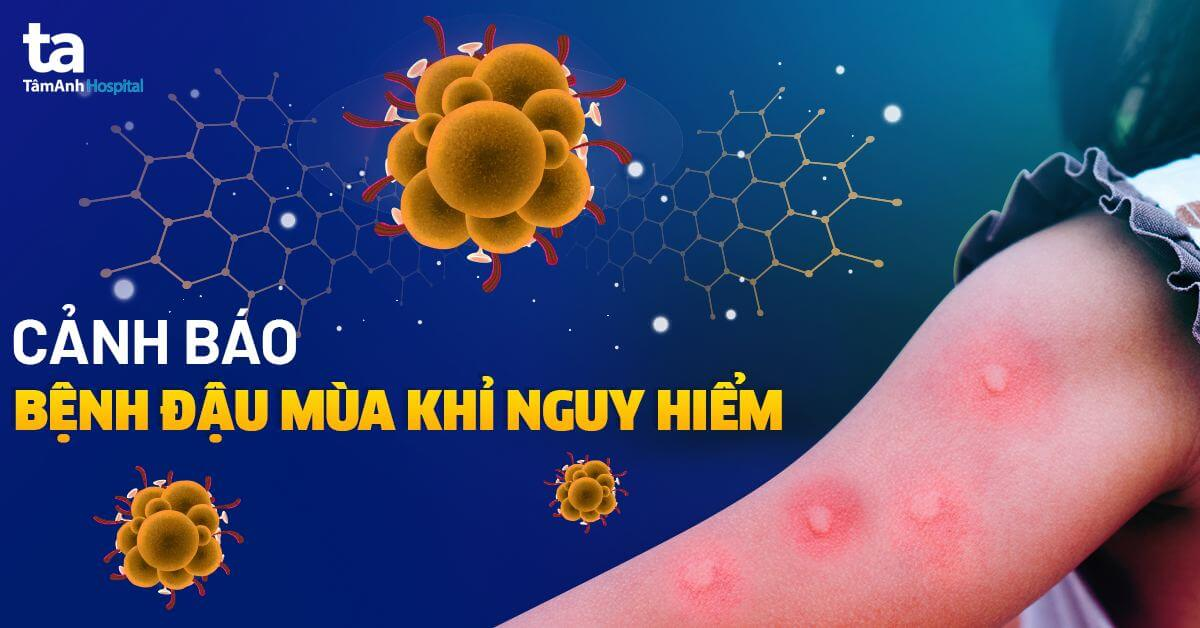 ta
TâmAnh Hospital
CẢNH BÁO
BỆNH ĐẬU MÙA KHỈ NGUY HIỂM